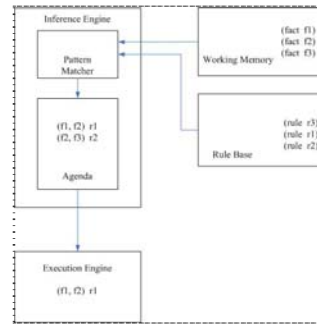 Inference Engine
Pattern
Matcher
(f1, f2) r1
(f2, f3) r2
Agenda
Execution Engine
(f1, f2) r1
(fact f1)
(fact f2)
(fact f3)
Working Memory
(rule r3)
(rule r1)
(rule r2)
Rule Base